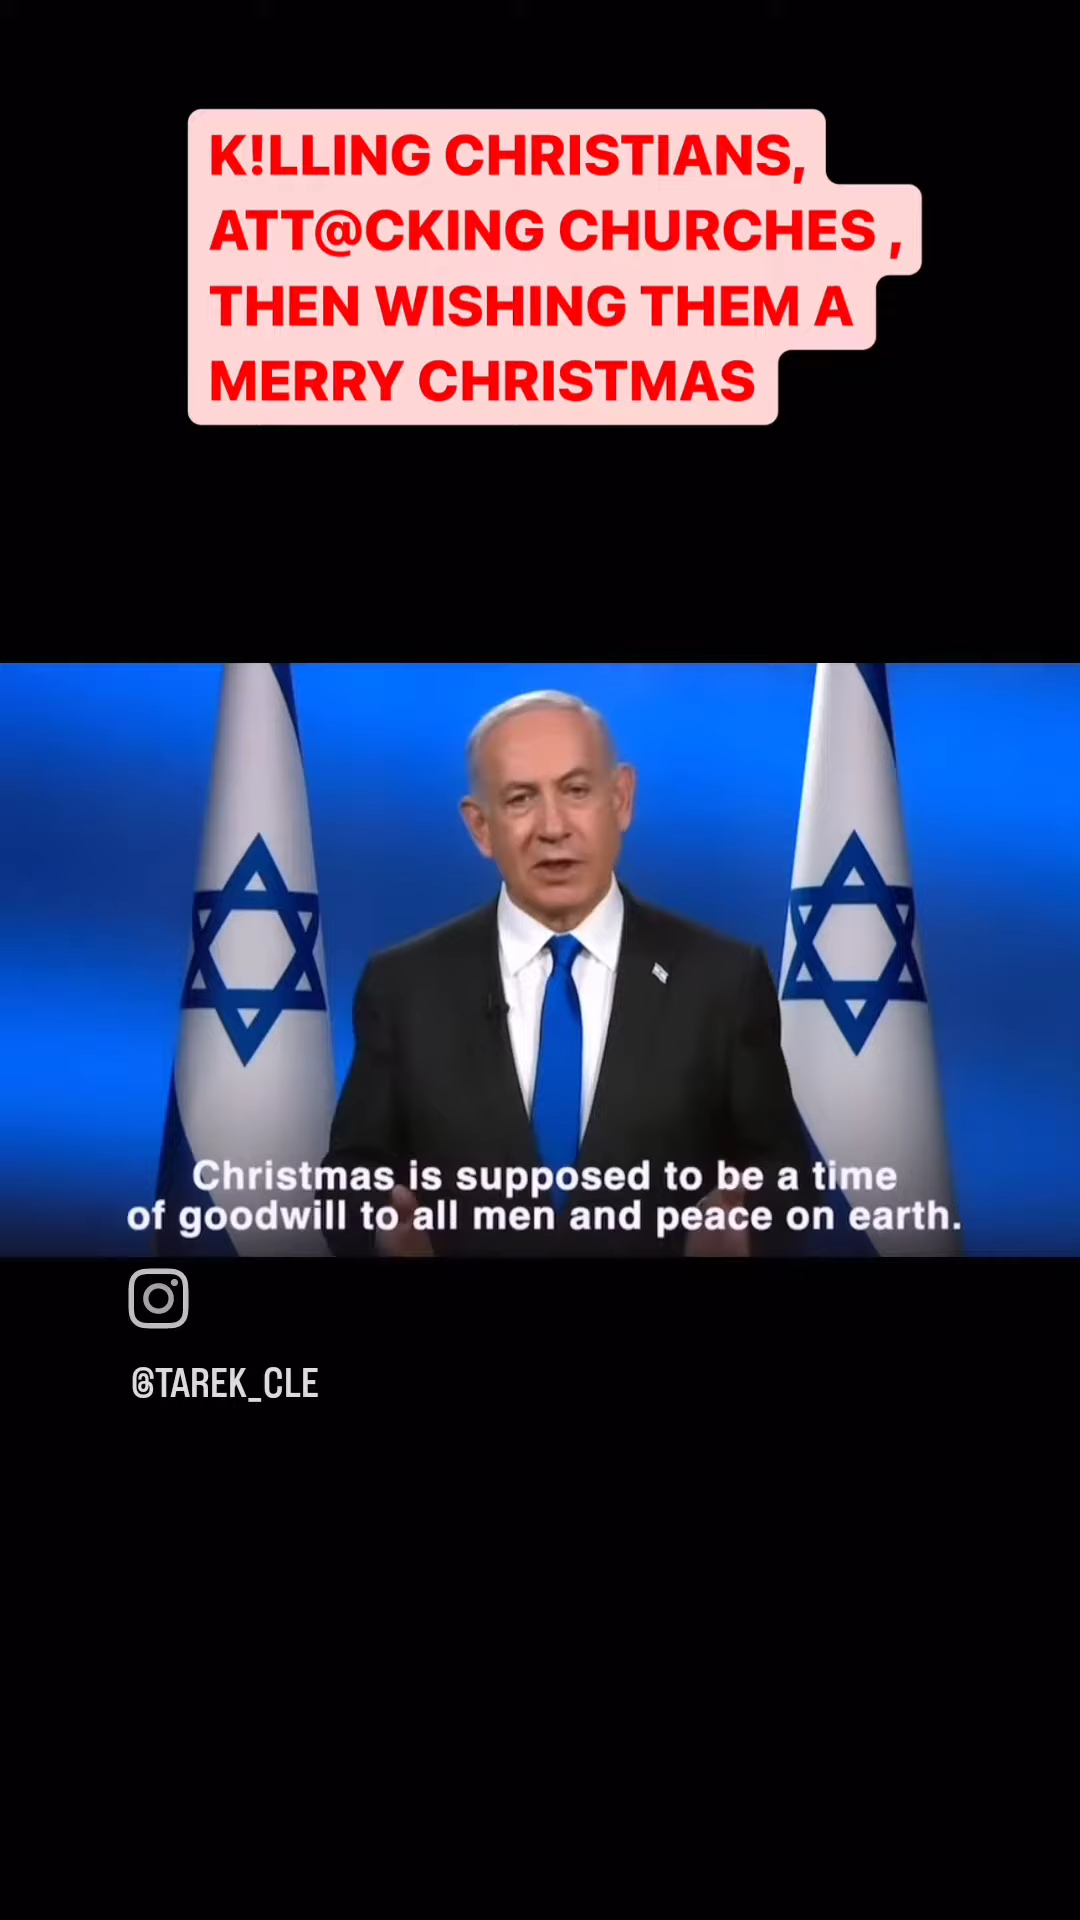 K!LLING CHRISTIANS,
ATT@CKING CHURCHES ,
THEN WISHING THEM A
MERRY CHRISTMAS
Christmas is supposed to be a time
of goodwill to all men and peace on earth.
@TAREK_CLE